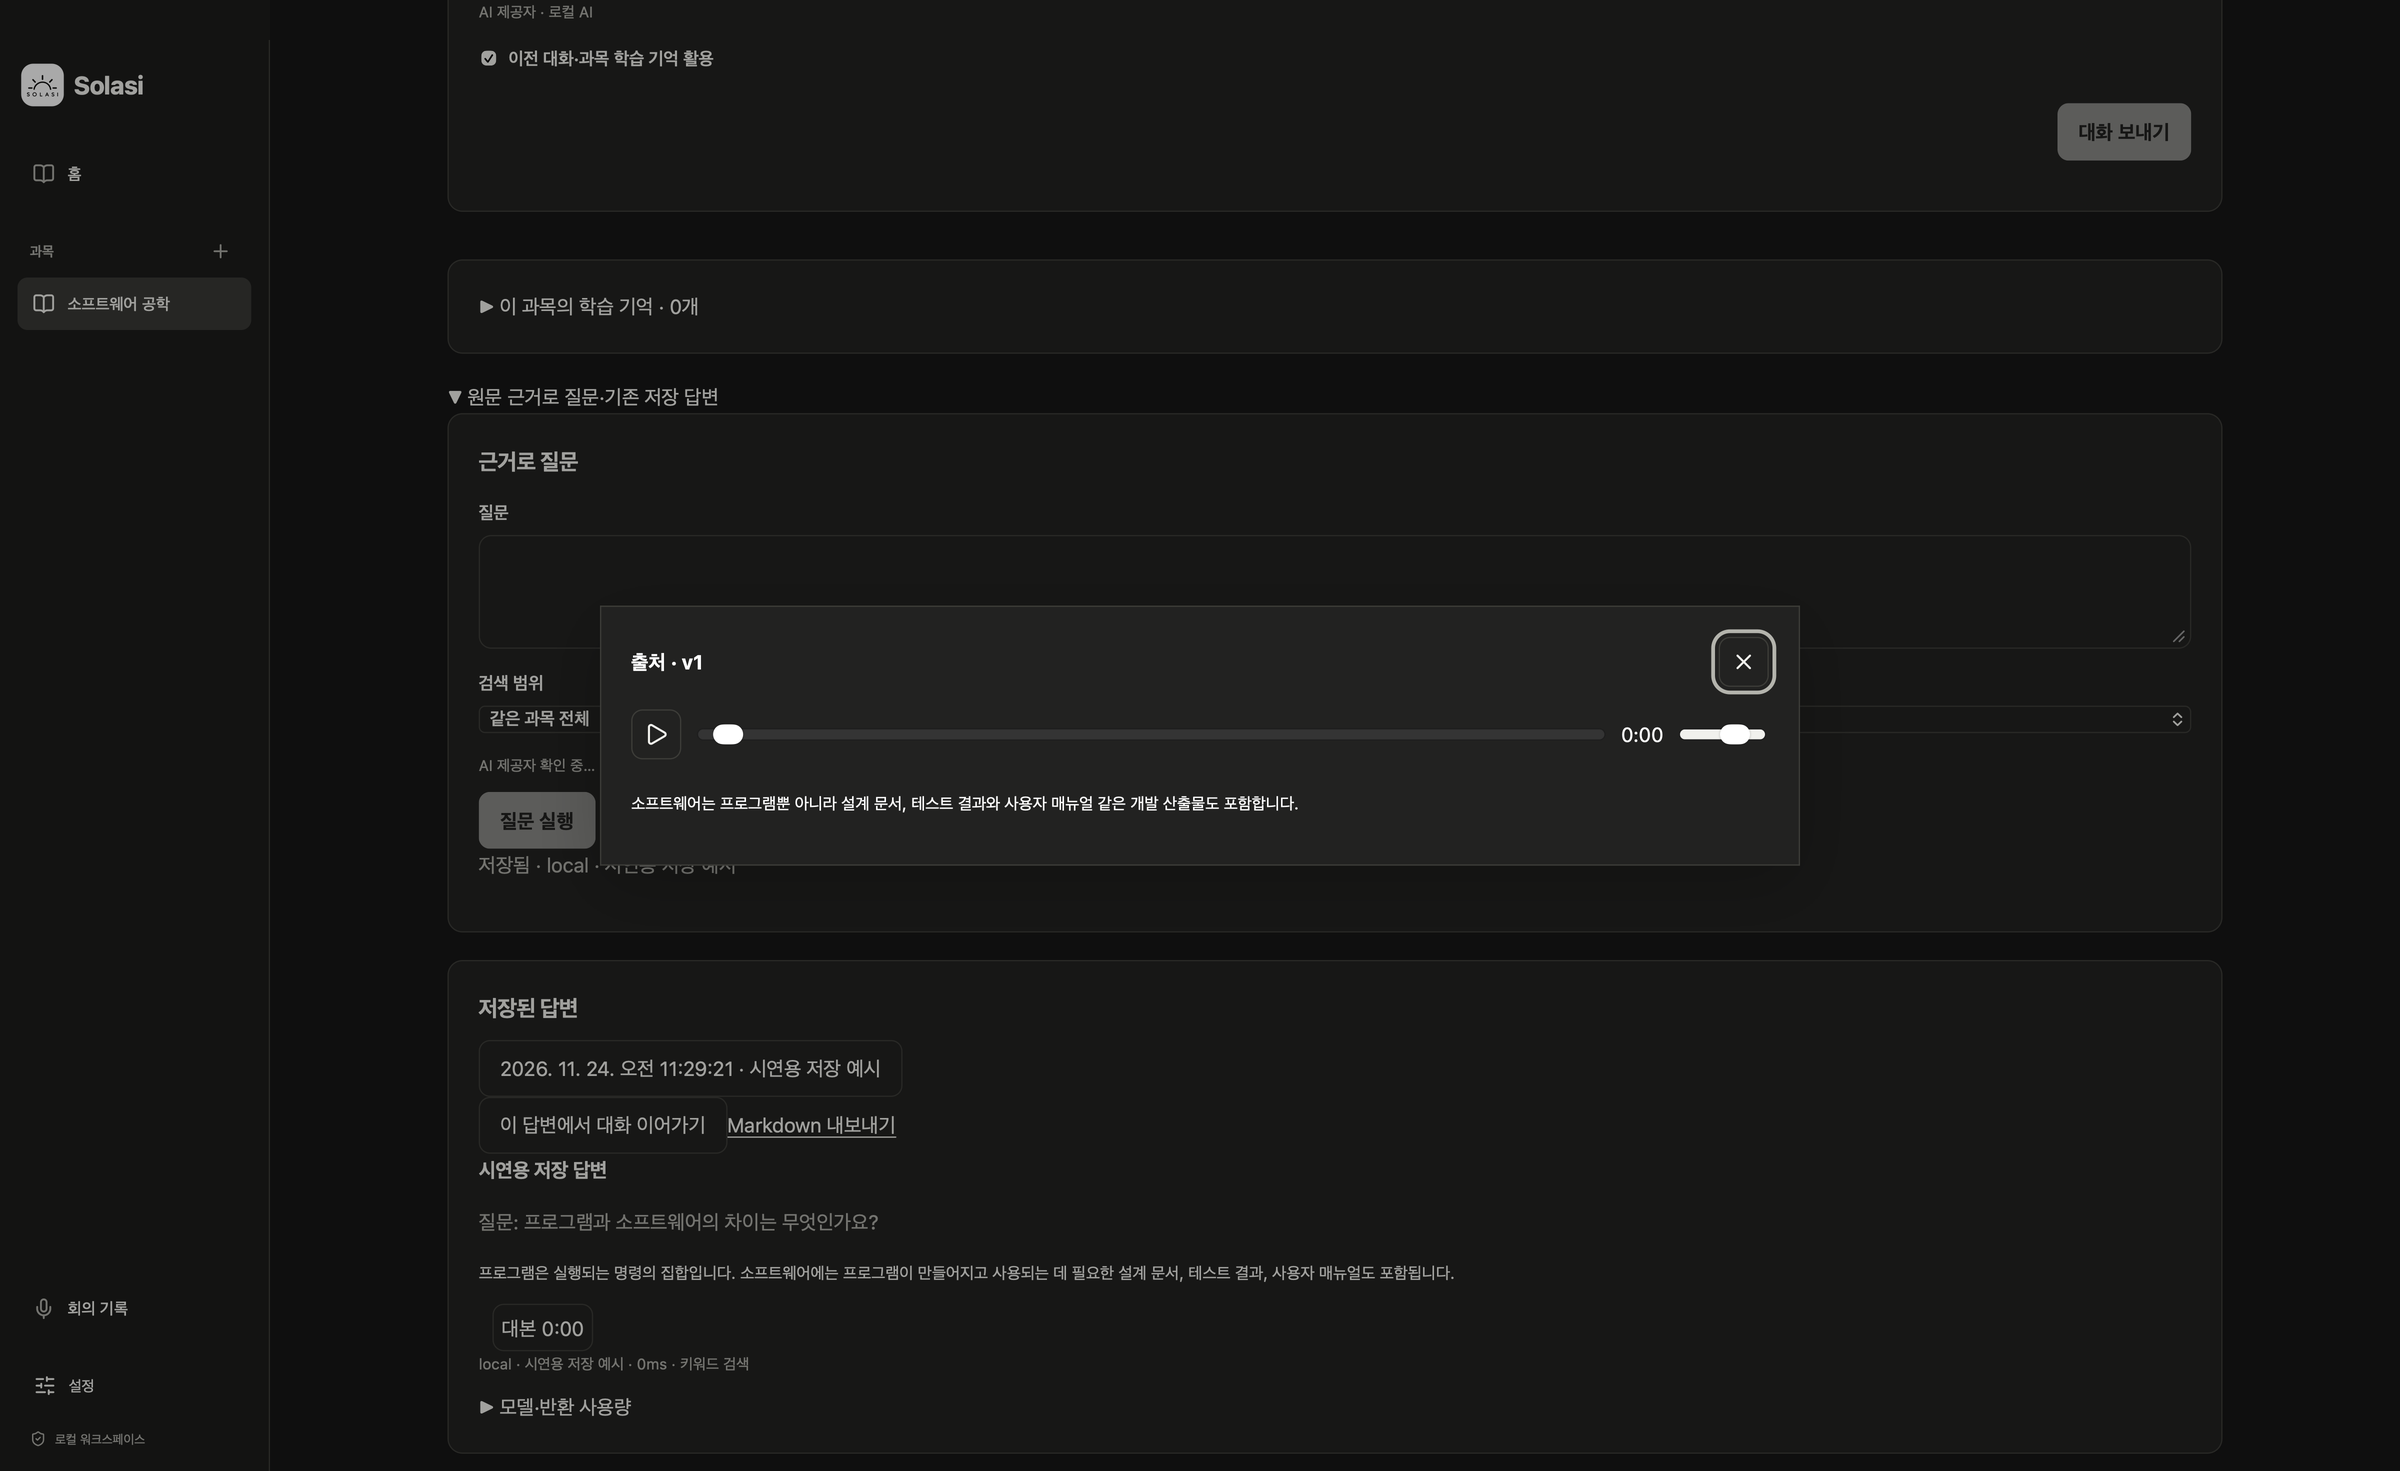 SOLASI
Solasi
홈
과목
소프트웨어 공학
회의 기록
설정
로컬 워크스페이스
AI 제공자 · 로컬 AI
이전 대화·과목 학습 기억 활용
대화 보내기
▶ 이 과목의 학습 기억 · 0개
▼ 원문 근거로 질문·기존 저장 답변
근거로 질문
질문
검색 범위
같은 과목 전체
AI 제공자 확인 중...
질문 실행
저장됨 · local · 시연용 저장 예시
출처 · v1
0:00
소프트웨어는 프로그램뿐 아니라 설계 문서, 테스트 결과와 사용자 매뉴얼 같은 개발 산출물도 포함합니다.
저장된 답변
2026. 11. 24. 오전 11:29:21 · 시연용 저장 예시
이 답변에서 대화 이어가기 Markdown 내보내기
시연용 저장 답변
질문: 프로그램과 소프트웨어의 차이는 무엇인가요?
프로그램은 실행되는 명령의 집합입니다. 소프트웨어에는 프로그램이 만들어지고 사용되는 데 필요한 설계 문서, 테스트 결과, 사용자 매뉴얼도 포함됩니다.
대본 0:00
local · 시연용 저장 예시 · 0ms · 키워드 검색
▶ 모델·반환 사용량